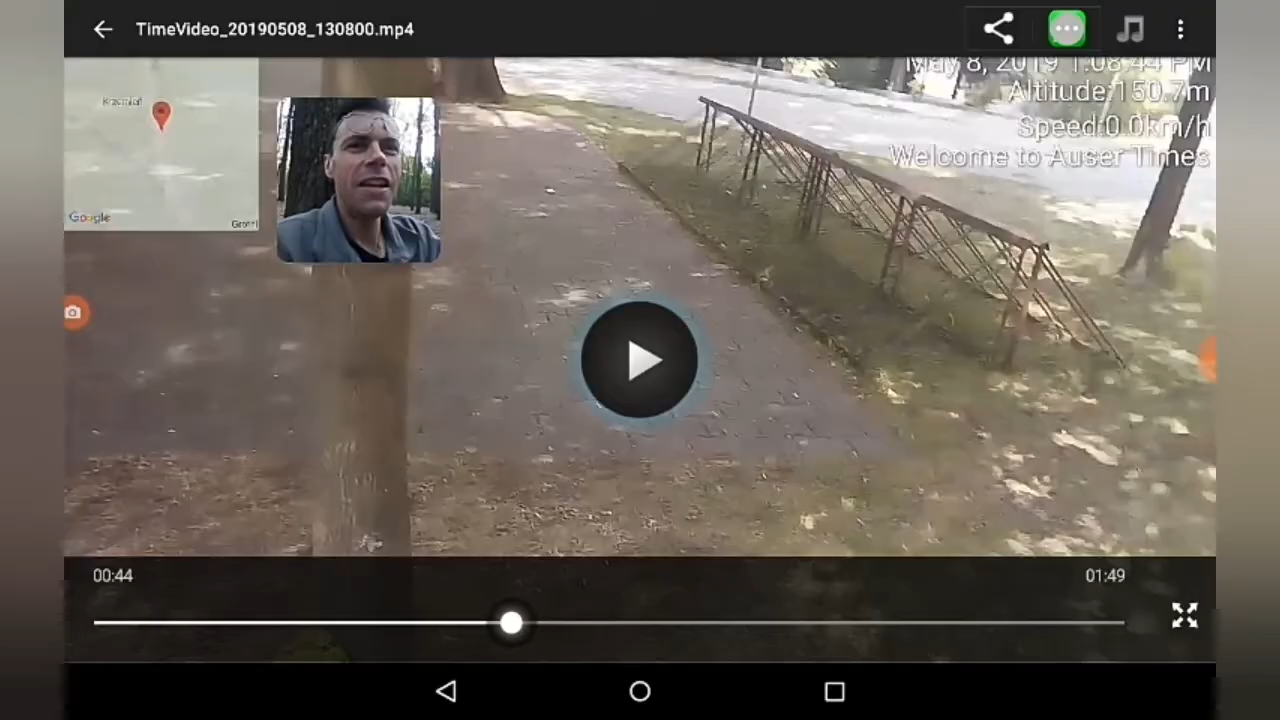 TimeVideo_20190508_130800.mp4
May 8, 2019 1:08:44 PM
Altitude:150.7m
Speed:0.0km/h
Welcome to Auser Times
Google
00:44
01:49